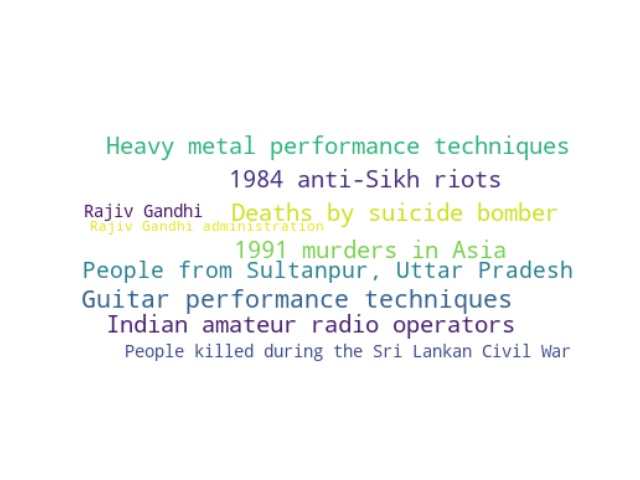 Heavy metal performance techniques
1984 anti-Sikh riots
Rajiv Gandhi
Deaths by suicide bomber
Rajiv Gandhi administration
1991 murders in Asia
People from Sultanpur, Uttar Pradesh
Guitar performance techniques
Indian amateur radio operators
People killed during the Sri Lankan Civil War